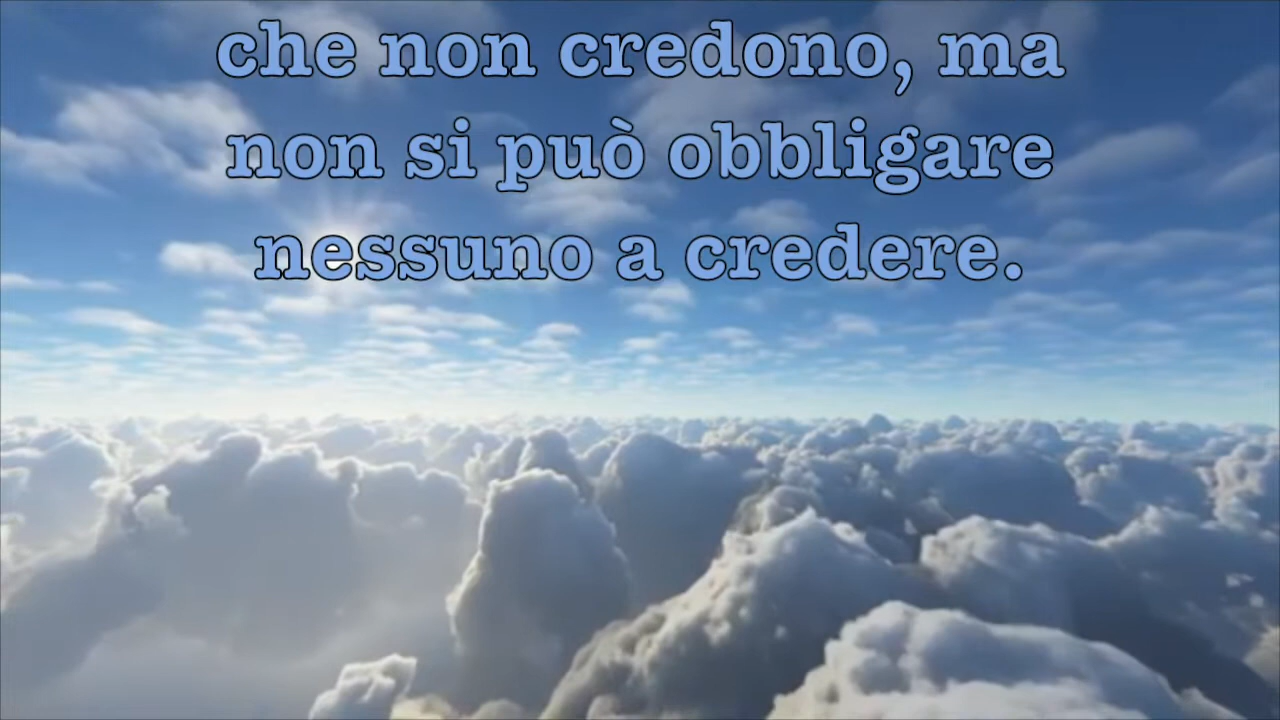 che non credono, ma
non si può obbligare
nessuno a credere.